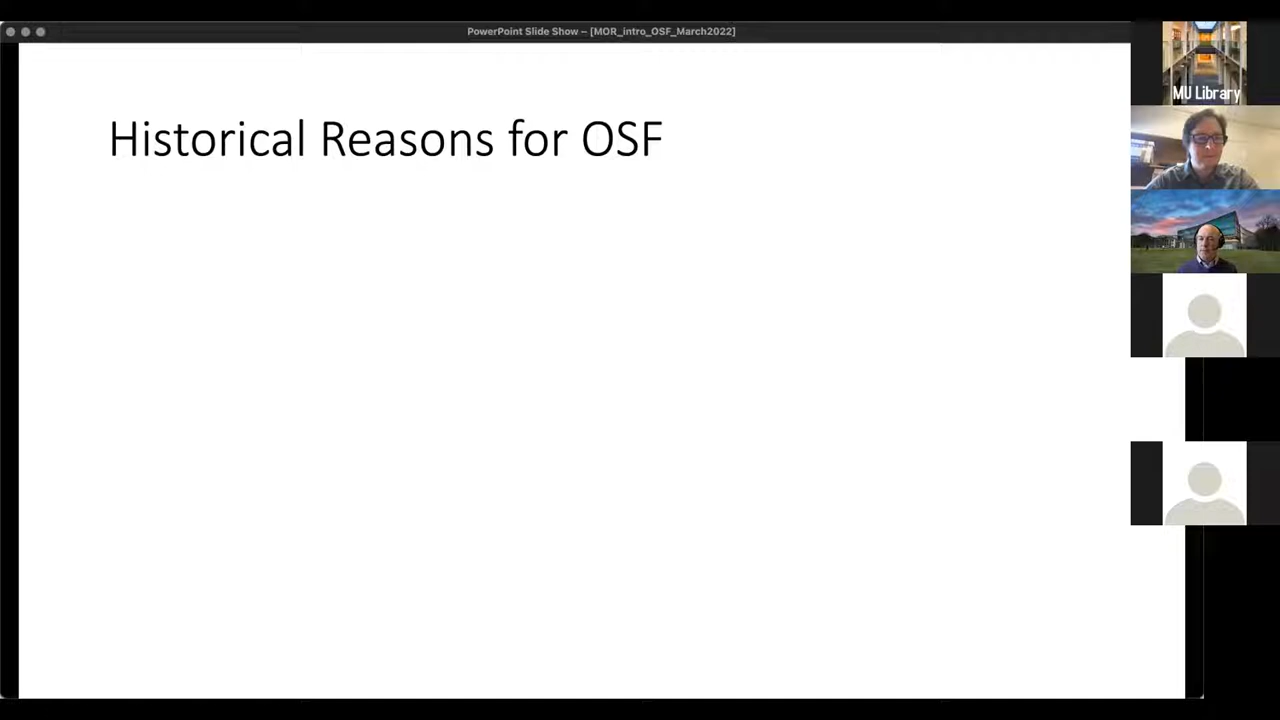 PowerPoint Slide Show – [MOR_intro_OSF_March2022]
MU Library
Historical Reasons for OSF